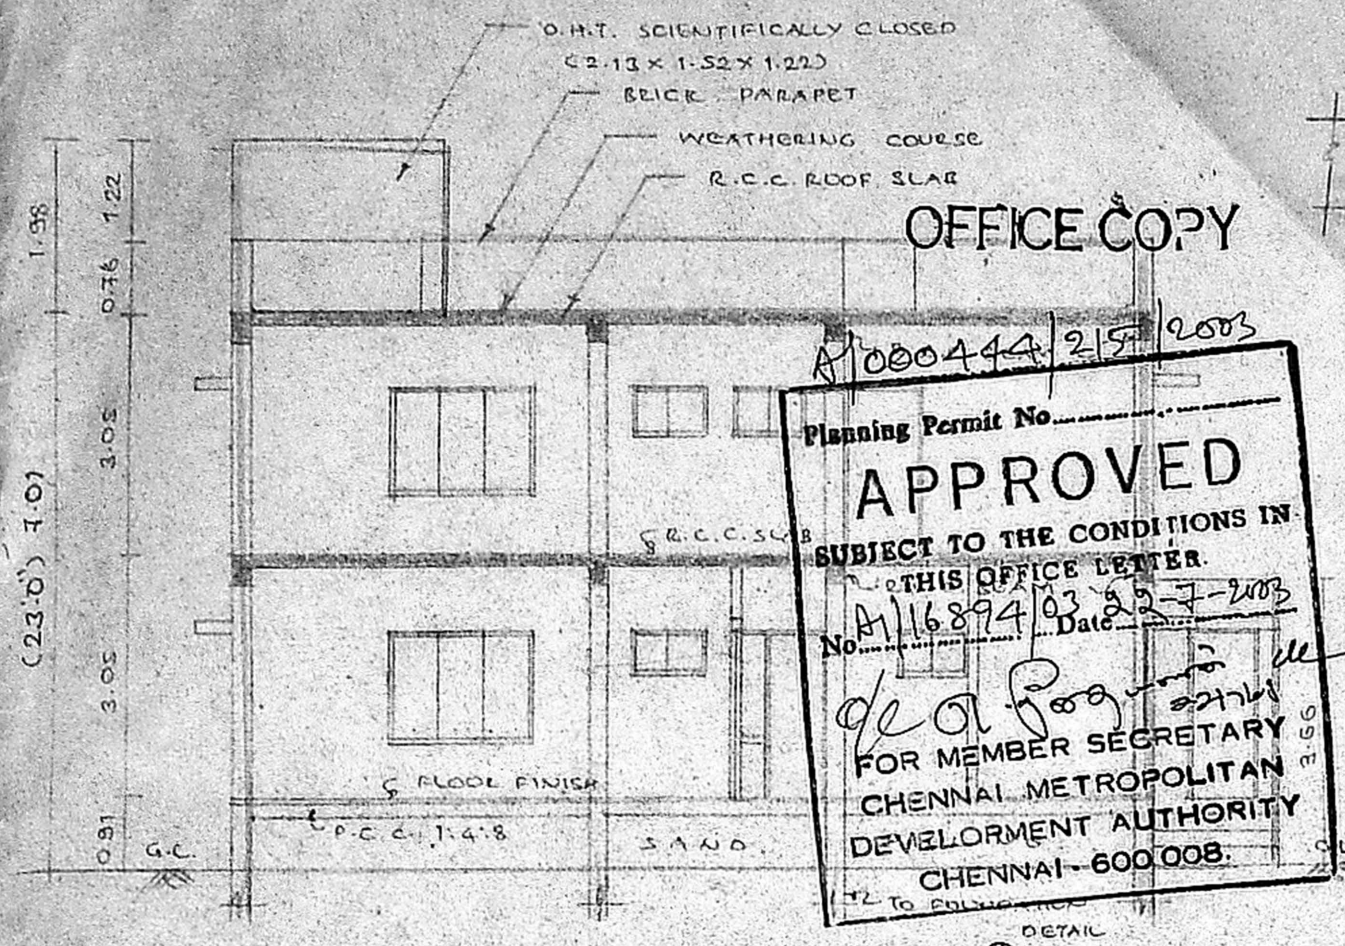 O.H.T. SCIENTIFICALLY CLOSED
(2.13 x 1.52 x 1.22)
BRICK PARAPET
WEATHERING COURSE
R.C.C. ROOF SLAB
OFFICE COPY
1.98
1.22
0.76
3.05
(23'0") 7.01
3.05
0.91
G.L.
A/000444/215/2003
Planning Permit No
APPROVED
SUBJECT TO THE CONDITIONS IN
THIS OFFICE LETTER.
No A1/16894/03 Date 22-7-2003
FOR MEMBER SECRETARY
CHENNAI METROPOLITAN
DEVELOPMENT AUTHORITY
CHENNAI - 600 008.
R.C.C. SLAB
FLOOR FINISH
P.C.C. 1:4:8
SAND.
3.66
TO FOUNDATION
DETAIL